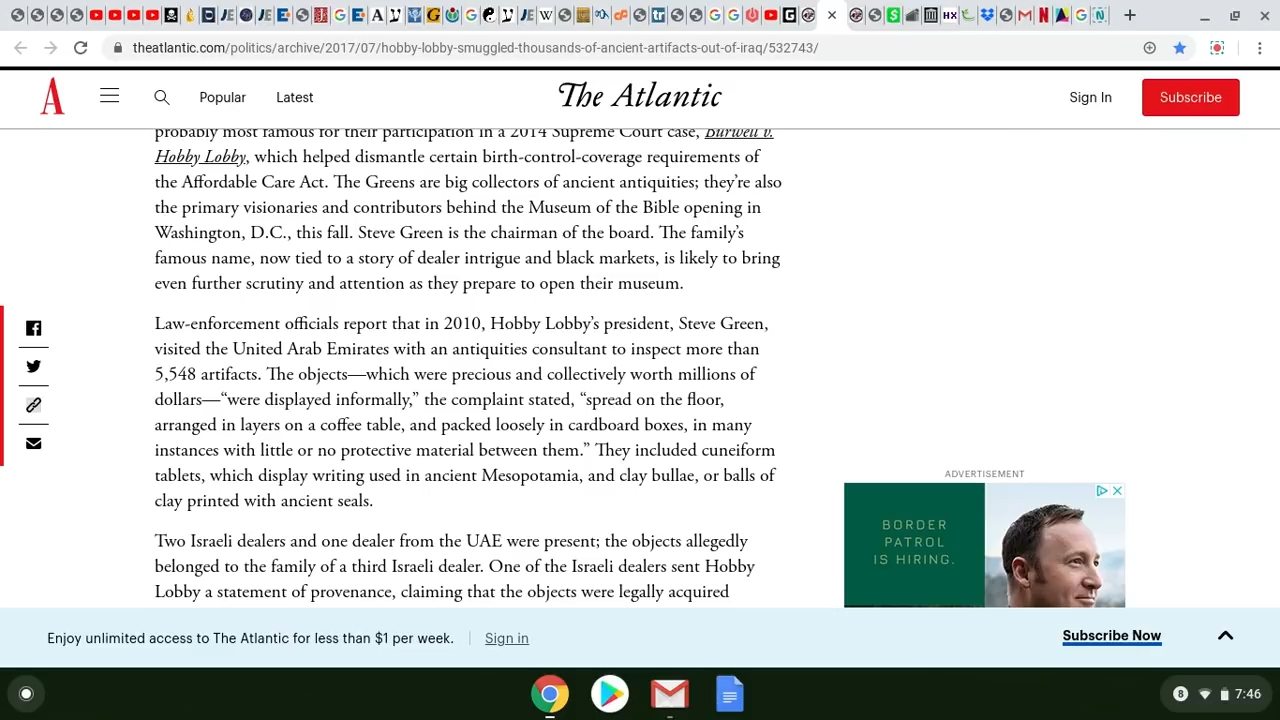 theatlantic.com/politics/archive/2017/07/hobby-lobby-smuggled-thousands-of-ancient-artifacts-out-of-iraq/532743/
A
Popular
Latest
The Atlantic
Sign In
Subscribe
probably most famous for their participation in a 2014 Supreme Court case, Burwell v.
Hobby Lobby, which helped dismantle certain birth-control-coverage requirements of
the Affordable Care Act. The Greens are big collectors of ancient antiquities; they’re also
the primary visionaries and contributors behind the Museum of the Bible opening in
Washington, D.C., this fall. Steve Green is the chairman of the board. The family’s
famous name, now tied to a story of dealer intrigue and black markets, is likely to bring
even further scrutiny and attention as they prepare to open their museum.
Law-enforcement officials report that in 2010, Hobby Lobby’s president, Steve Green,
visited the United Arab Emirates with an antiquities consultant to inspect more than
5,548 artifacts. The objects—which were precious and collectively worth millions of
dollars—“were displayed informally,” the complaint stated, “spread on the floor,
arranged in layers on a coffee table, and packed loosely in cardboard boxes, in many
instances with little or no protective material between them.” They included cuneiform
tablets, which display writing used in ancient Mesopotamia, and clay bullae, or balls of
clay printed with ancient seals.
Two Israeli dealers and one dealer from the UAE were present; the objects allegedly
belonged to the family of a third Israeli dealer. One of the Israeli dealers sent Hobby
Lobby a statement of provenance, claiming that the objects were legally acquired
ADVERTISEMENT
BORDER
PATROL
IS HIRING.
Enjoy unlimited access to The Atlantic for less than $1 per week.
Sign in
Subscribe Now
8
7:46